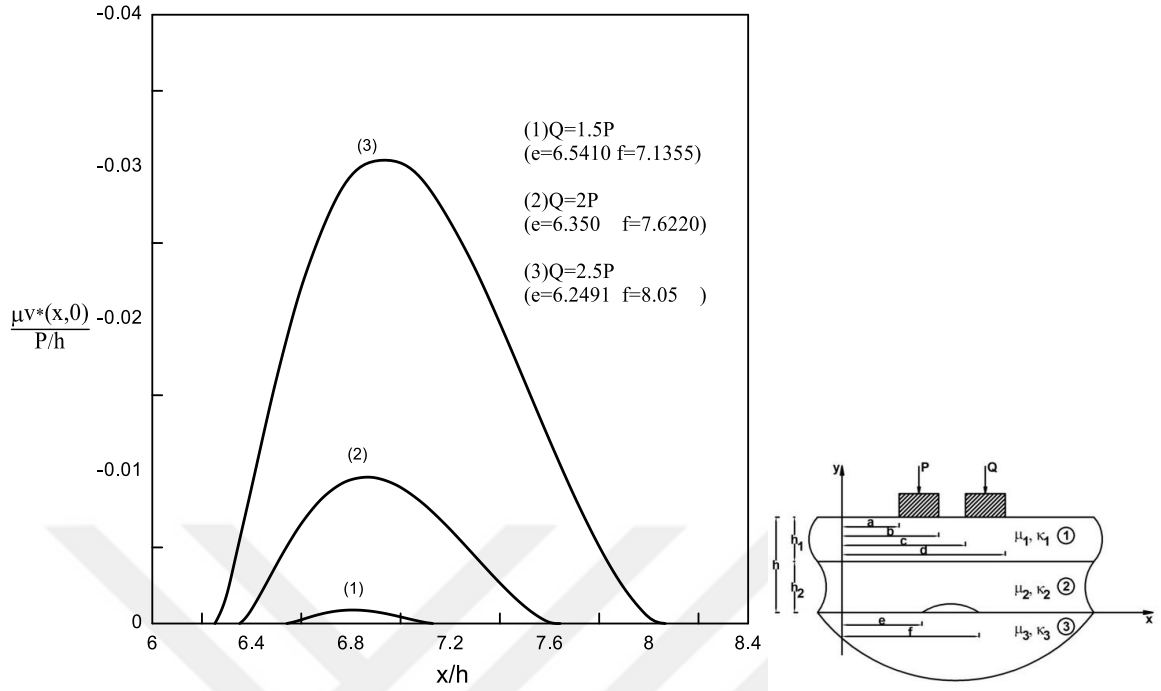 -0.04
-0.03
-0.02
-0.01
0
μv*(x,0)
P/h
(3)
(2)
(1)
(1)Q=1.5P
(e=6.5410 f=7.1355)
(2)Q=2P
(e=6.350 f=7.6220)
(3)Q=2.5P
(e=6.2491 f=8.05 )
6 6.4 6.8 7.2 7.6 8 8.4
x/h
y P Q
a
b
c
d
h h₁ μ₁, κ₁ 1
h₂ μ₂, κ₂ 2
x
e
f
μ₃, κ₃ 3